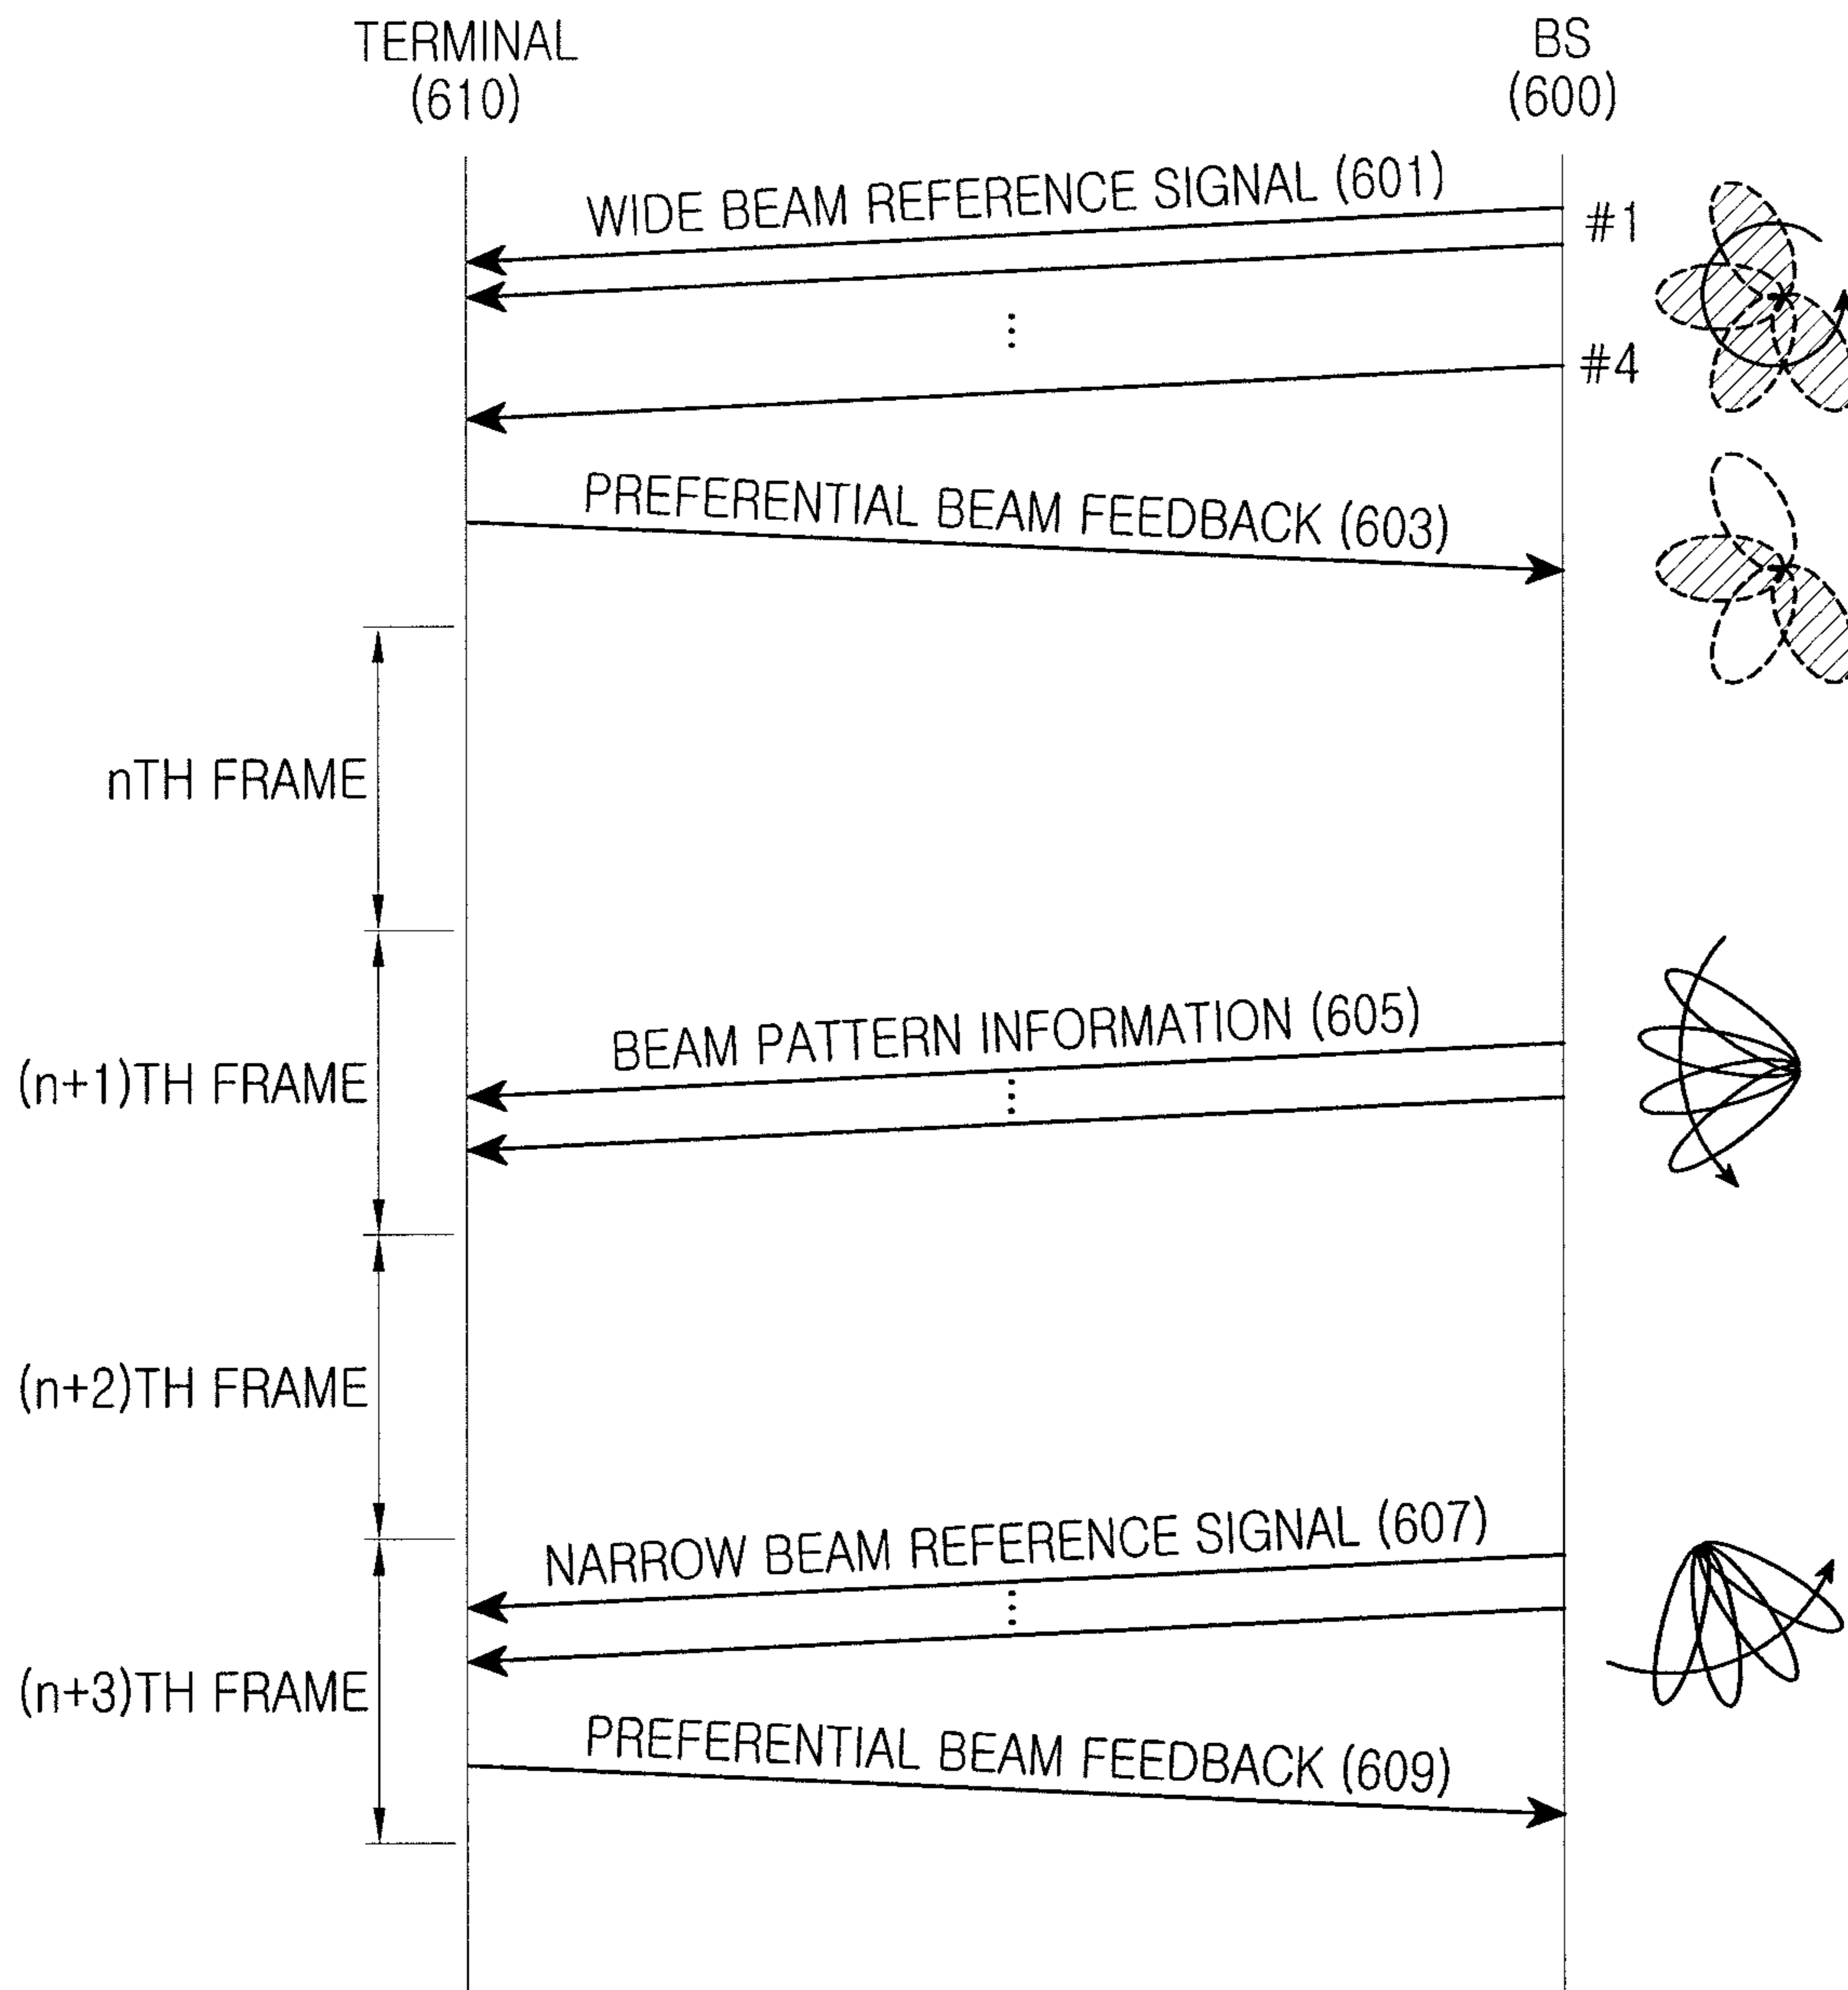 TERMINAL
(610)
BS
(600)
WIDE BEAM REFERENCE SIGNAL (601)
#1
#4
PREFERENTIAL BEAM FEEDBACK (603)
nTH FRAME
BEAM PATTERN INFORMATION (605)
(n+1)TH FRAME
(n+2)TH FRAME
NARROW BEAM REFERENCE SIGNAL (607)
(n+3)TH FRAME
PREFERENTIAL BEAM FEEDBACK (609)